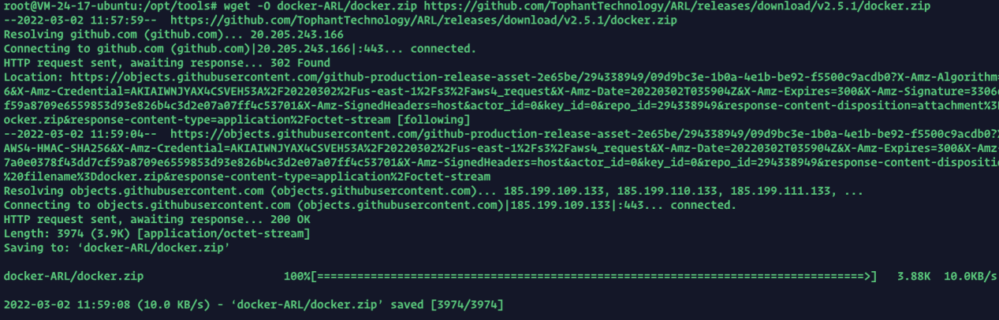 root@VM-24-17-ubuntu:/opt/tools# wget -O docker-ARL/docker.zip https://github.com/TophantTechnology/ARL/releases/download/v2.5.1/docker.zip
--2022-03-02 11:57:59--  https://github.com/TophantTechnology/ARL/releases/download/v2.5.1/docker.zip
Resolving github.com (github.com)... 20.205.243.166
Connecting to github.com (github.com)|20.205.243.166|:443... connected.
HTTP request sent, awaiting response... 302 Found
Location: https://objects.githubusercontent.com/github-production-release-asset-2e65be/294338949/09d9bc3e-1b0a-4e1b-be92-f5500c9acdb0?X-Amz-Algorithm=
6&X-Amz-Credential=AKIAIWNJYAX4CSVEH53A%2F20220302%2Fus-east-1%2Fs3%2Faws4_request&X-Amz-Date=20220302T035904Z&X-Amz-Expires=300&X-Amz-Signature=3306
f59a8709e6559853d93e826b4c3d2e07a07ff4c53701&X-Amz-SignedHeaders=host&actor_id=0&key_id=0&repo_id=294338949&response-content-disposition=attachment%3
ocker.zip&response-content-type=application%2Foctet-stream [following]
--2022-03-02 11:59:04--  https://objects.githubusercontent.com/github-production-release-asset-2e65be/294338949/09d9bc3e-1b0a-4e1b-be92-f5500c9acdb0?X
AWS4-HMAC-SHA256&X-Amz-Credential=AKIAIWNJYAX4CSVEH53A%2F20220302%2Fus-east-1%2Fs3%2Faws4_request&X-Amz-Date=20220302T035904Z&X-Amz-Expires=300&X-Amz-
7a0e0378f43dd7cf59a8709e6559853d93e826b4c3d2e07a07ff4c53701&X-Amz-SignedHeaders=host&actor_id=0&key_id=0&repo_id=294338949&response-content-dispositi
%20filename%3Ddocker.zip&response-content-type=application%2Foctet-stream
Resolving objects.githubusercontent.com (objects.githubusercontent.com)... 185.199.109.133, 185.199.110.133, 185.199.111.133, ...
Connecting to objects.githubusercontent.com (objects.githubusercontent.com)|185.199.109.133|:443... connected.
HTTP request sent, awaiting response... 200 OK
Length: 3974 (3.9K) [application/octet-stream]
Saving to: ‘docker-ARL/docker.zip’
docker-ARL/docker.zip 100%[==================================================================================>] 3.88K 10.0KB/s
2022-03-02 11:59:08 (10.0 KB/s) - ‘docker-ARL/docker.zip’ saved [3974/3974]